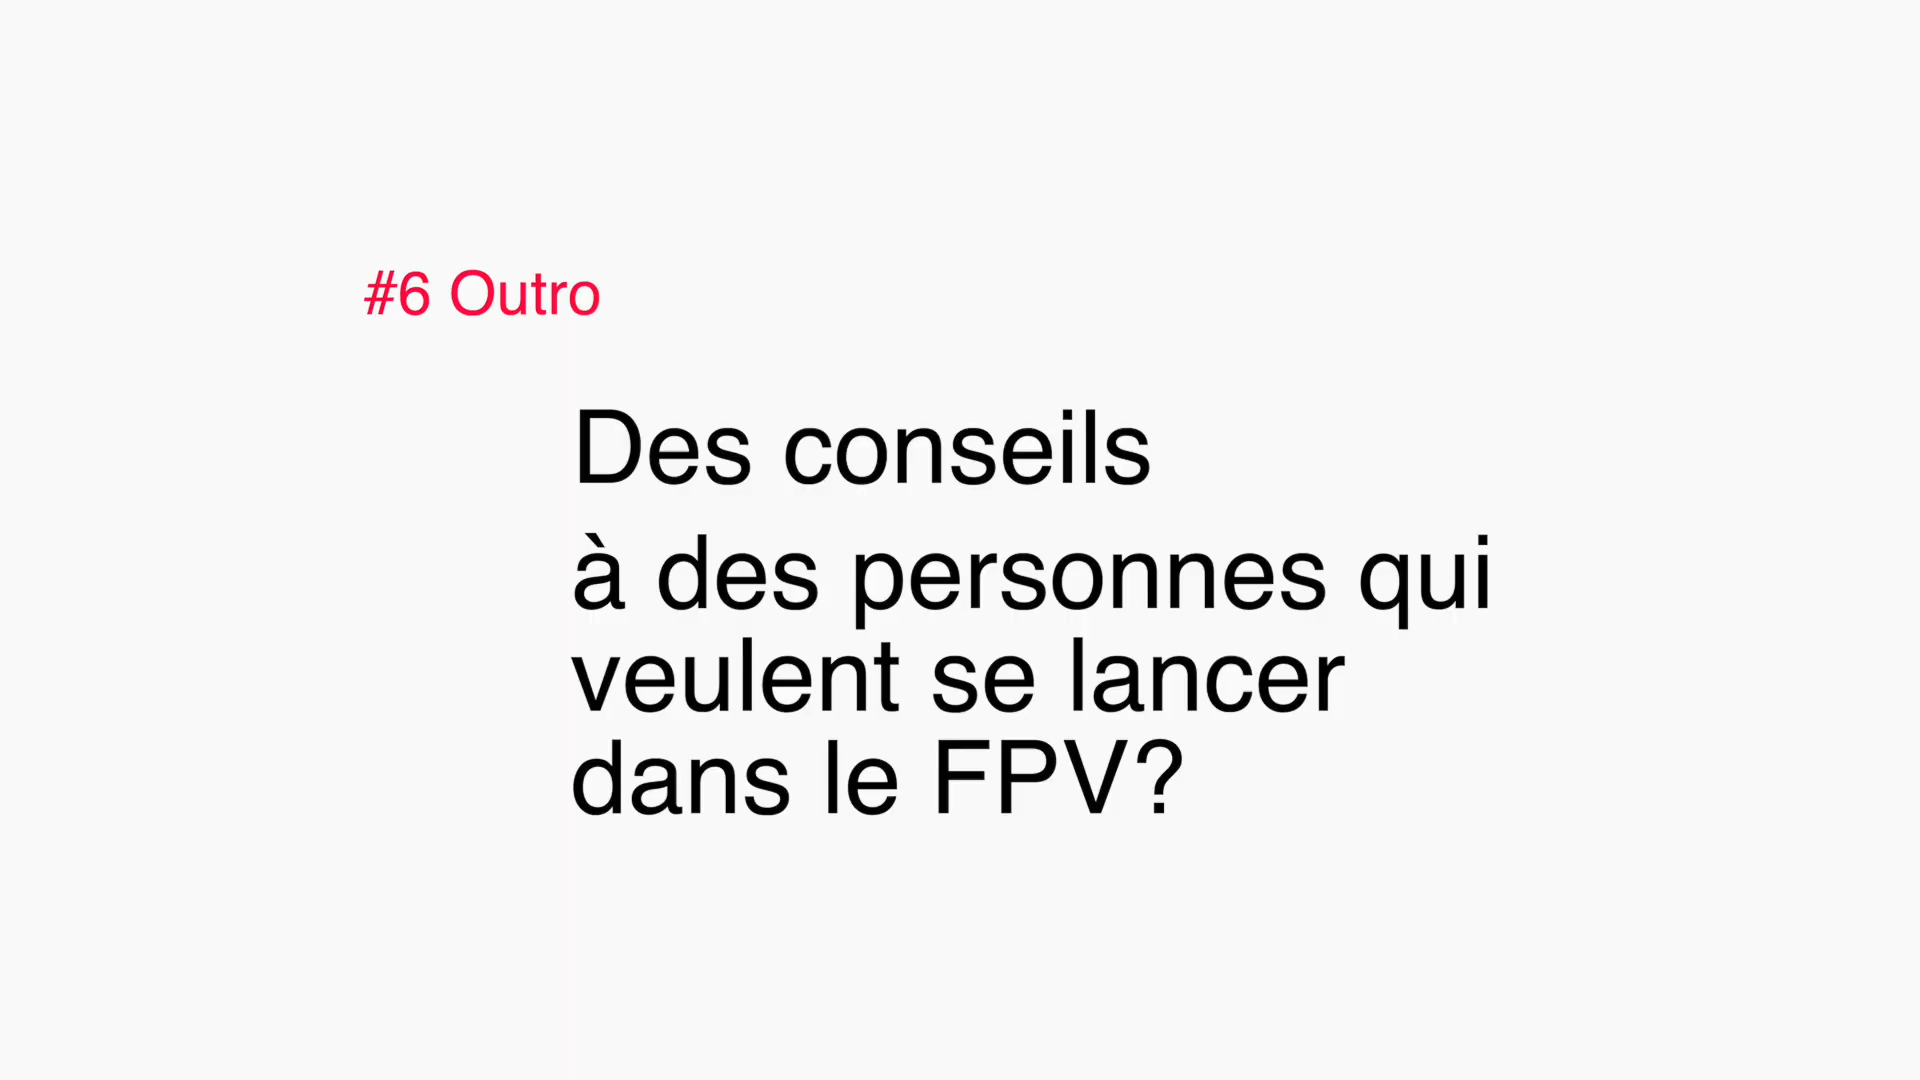 #6 Outro
Des conseils
à des personnes qui
veulent se lancer
dans le FPV?